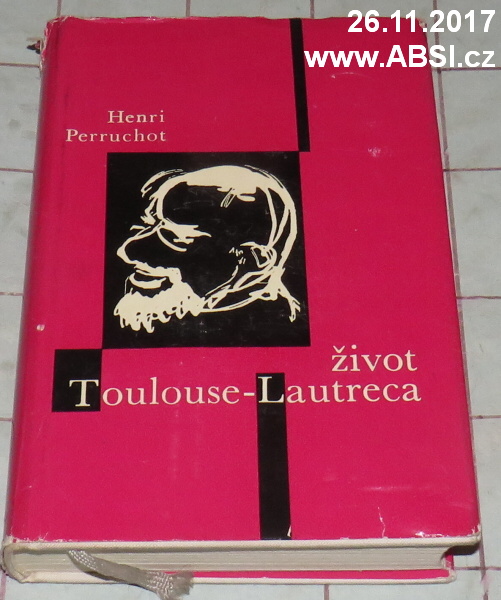 26.11.2017
www.ABSI.cz
Henri
Perruchot
život
Toulouse-Lautreca